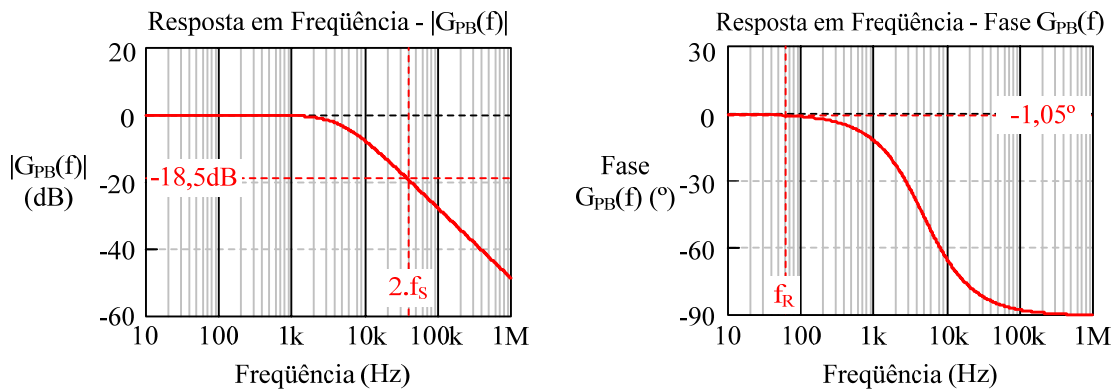 Resposta em Freqüência - |G_PB(f)|
20
0
-20
-40
-60
|G_PB(f)|
(dB)
-18,5dB
2.f_S
10 100 1k 10k 100k 1M
Freqüência (Hz)
Resposta em Freqüência - Fase G_PB(f)
30
0
-30
-60
-90
Fase
G_PB(f) (º)
-1,05º
f_R
10 100 1k 10k 100k 1M
Freqüência (Hz)